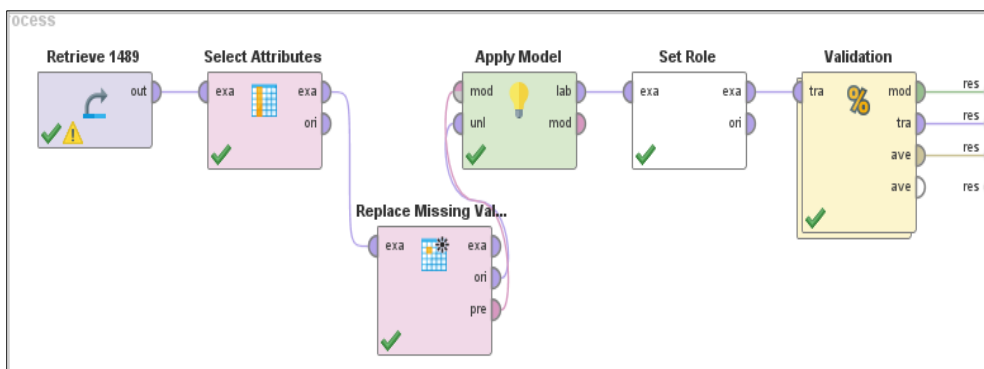 ocess
Retrieve 1489
out
Select Attributes
exa exa
ori
Replace Missing Val...
exa exa
ori
pre
Apply Model
mod lab
unl mod
Set Role
exa exa
ori
Validation
tra % mod
tra
ave
ave
res
res
res
res